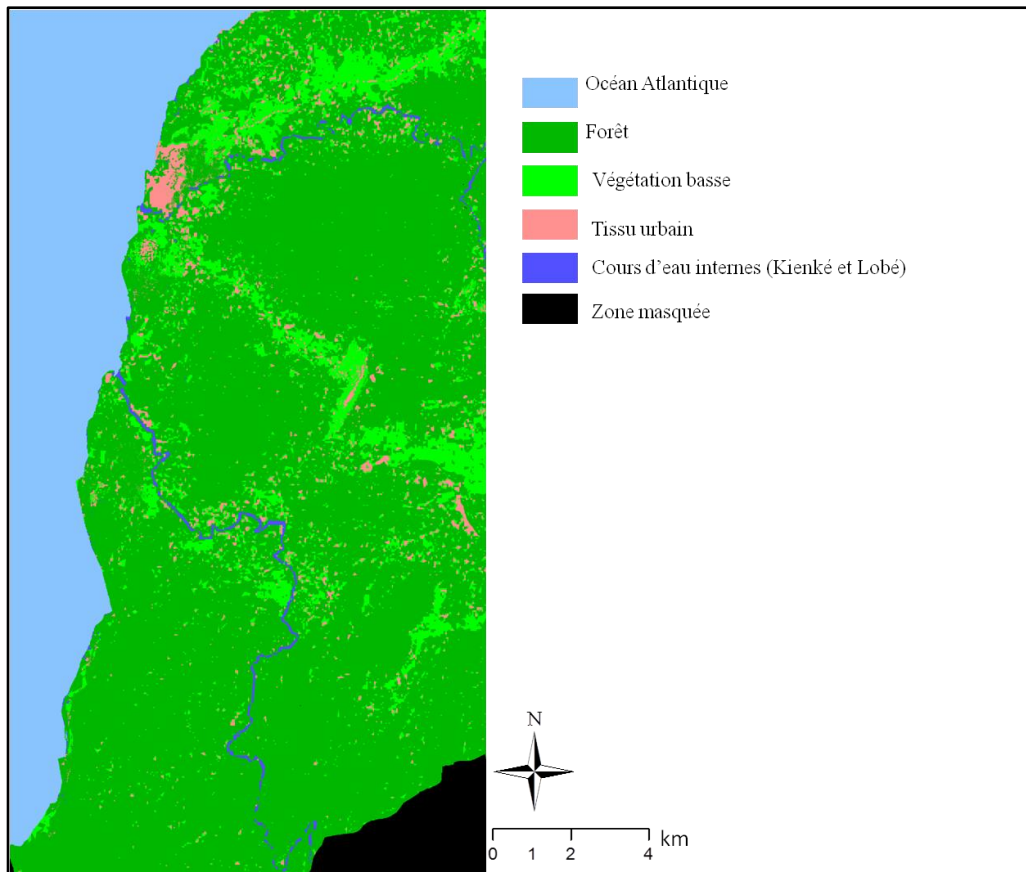 Océan Atlantique
Forêt
Végétation basse
Tissu urbain
Cours d’eau internes (Kienké et Lobé)
Zone masquée
N
km
0 1 2 4